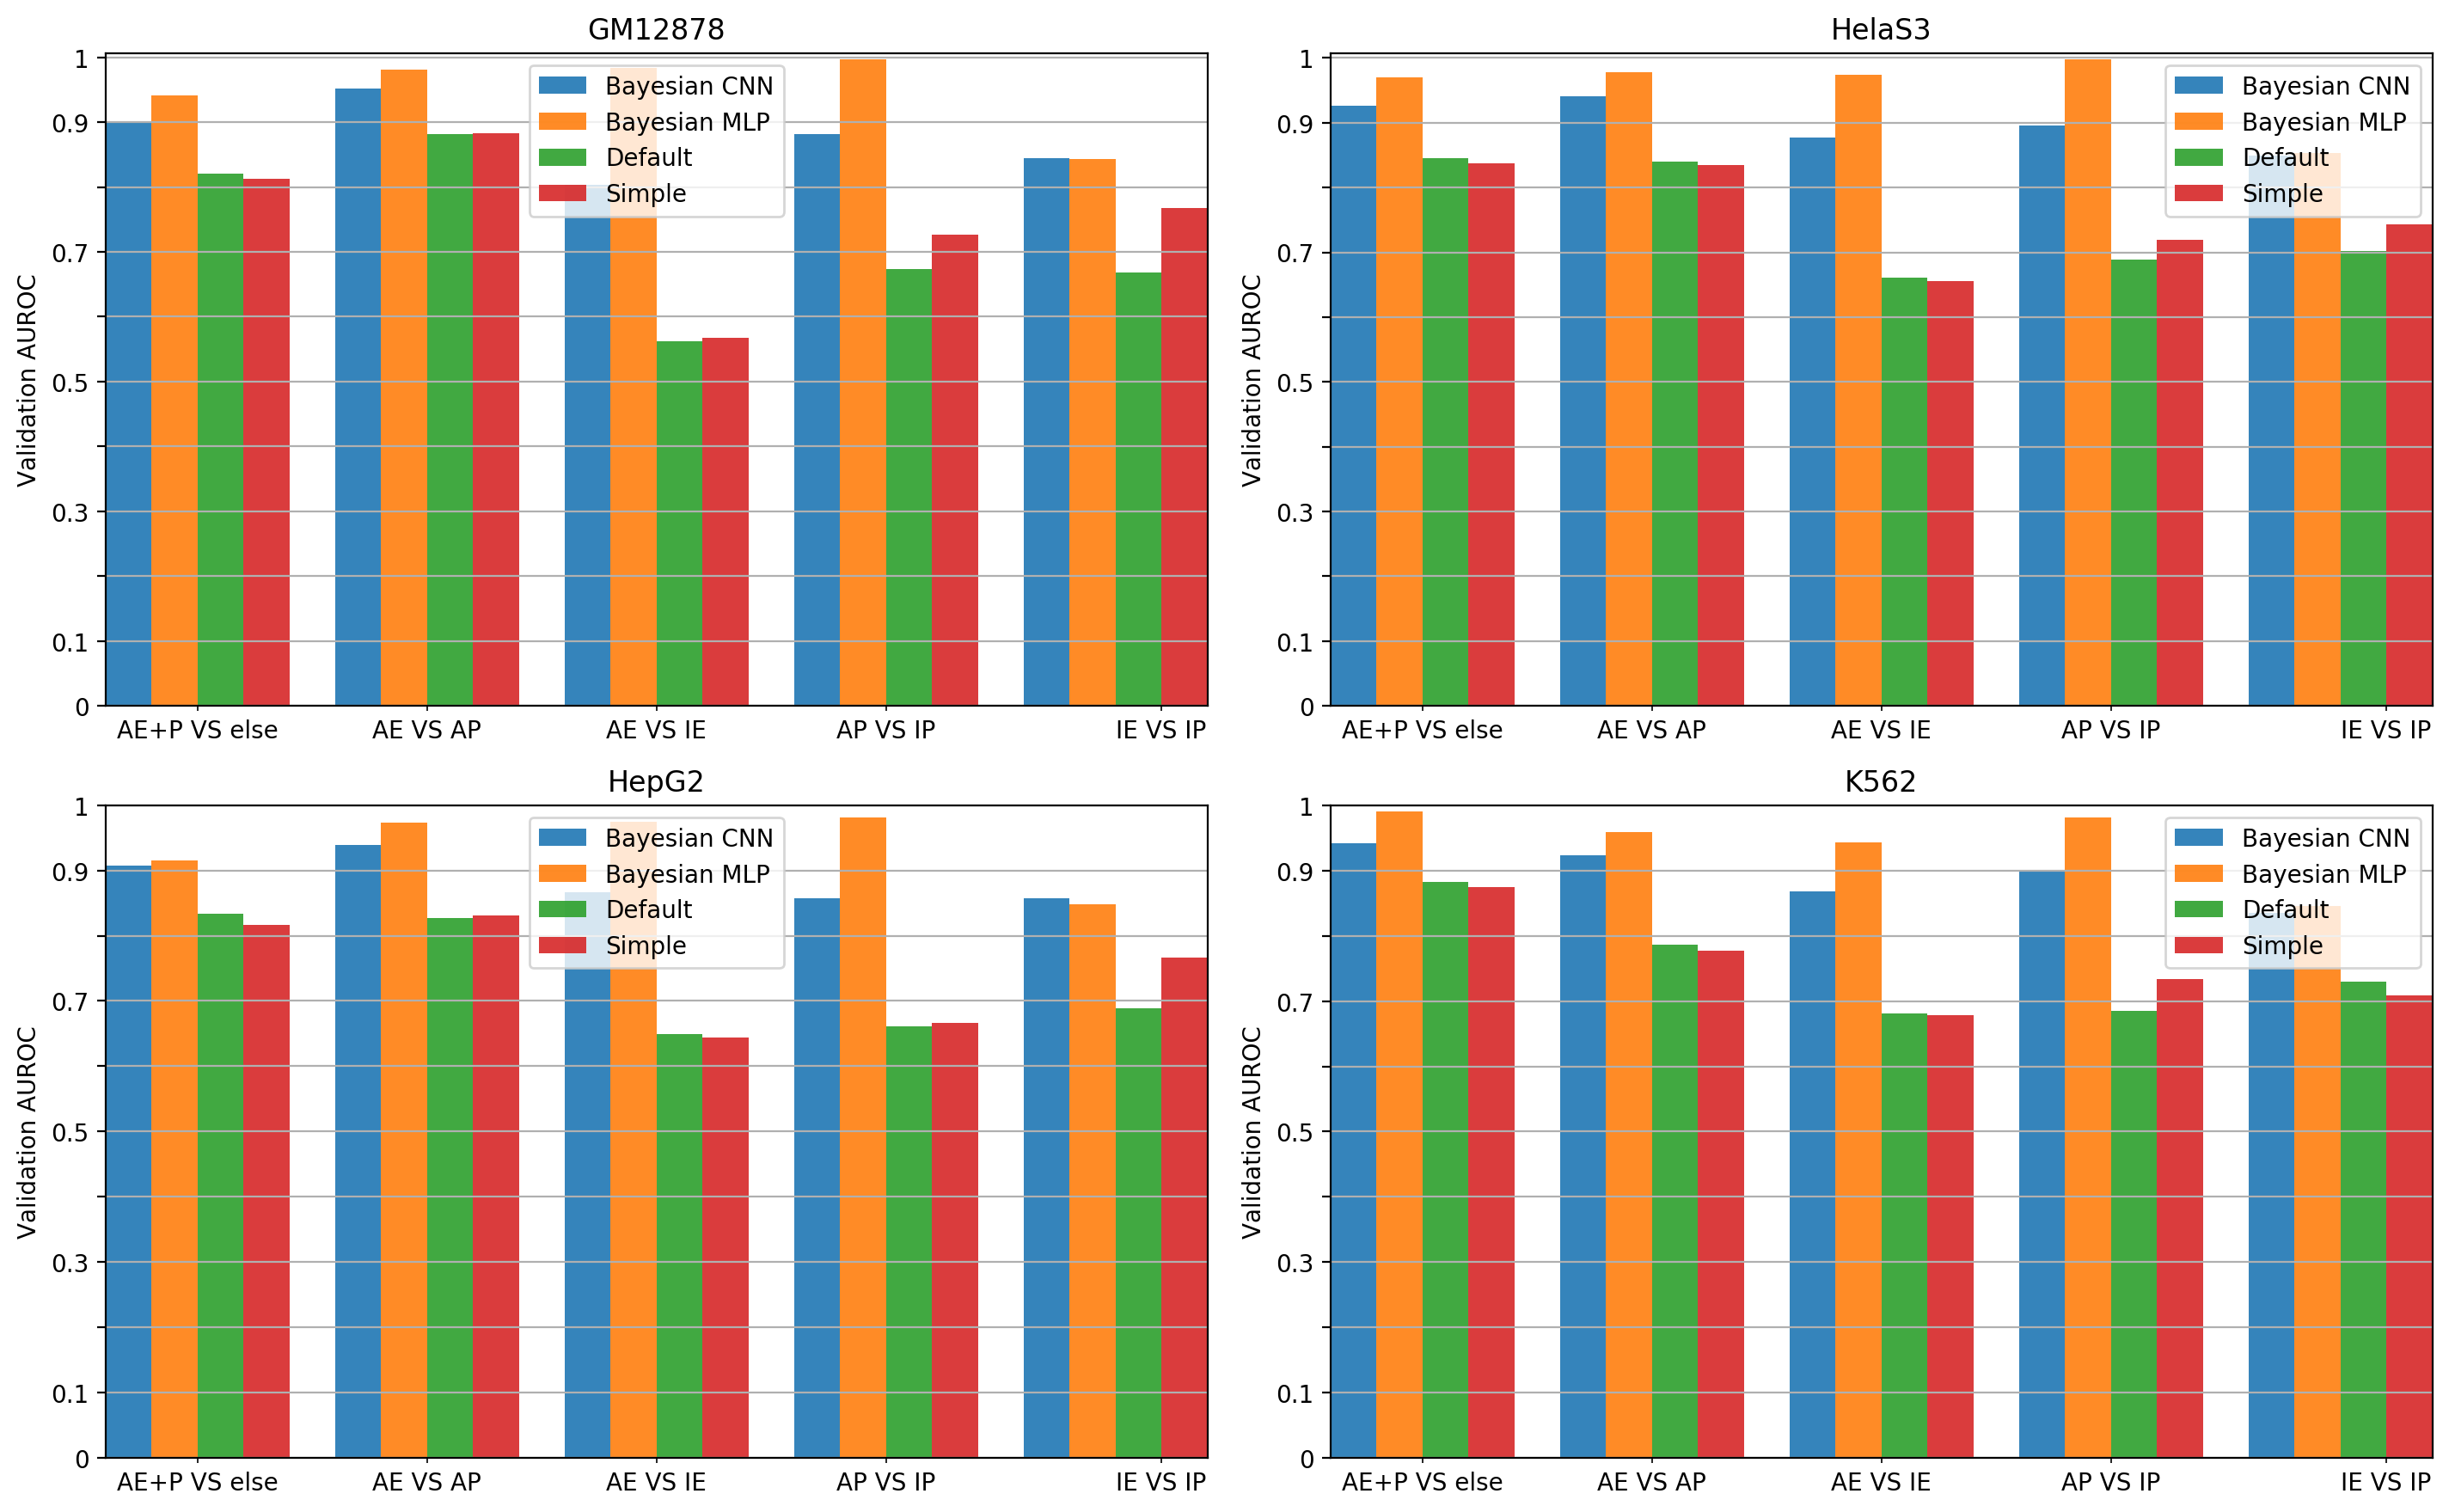 GM12878
Validation AUROC
1
0.9
0.7
0.5
0.3
0.1
0
Bayesian CNN
Bayesian MLP
Default
Simple
AE+P VS else
AE VS AP
AE VS IE
AP VS IP
IE VS IP
HelaS3
Validation AUROC
1
0.9
0.7
0.5
0.3
0.1
0
Bayesian CNN
Bayesian MLP
Default
Simple
AE+P VS else
AE VS AP
AE VS IE
AP VS IP
IE VS IP
HepG2
Validation AUROC
1
0.9
0.7
0.5
0.3
0.1
0
Bayesian CNN
Bayesian MLP
Default
Simple
AE+P VS else
AE VS AP
AE VS IE
AP VS IP
IE VS IP
K562
Validation AUROC
1
0.9
0.7
0.5
0.3
0.1
0
Bayesian CNN
Bayesian MLP
Default
Simple
AE+P VS else
AE VS AP
AE VS IE
AP VS IP
IE VS IP